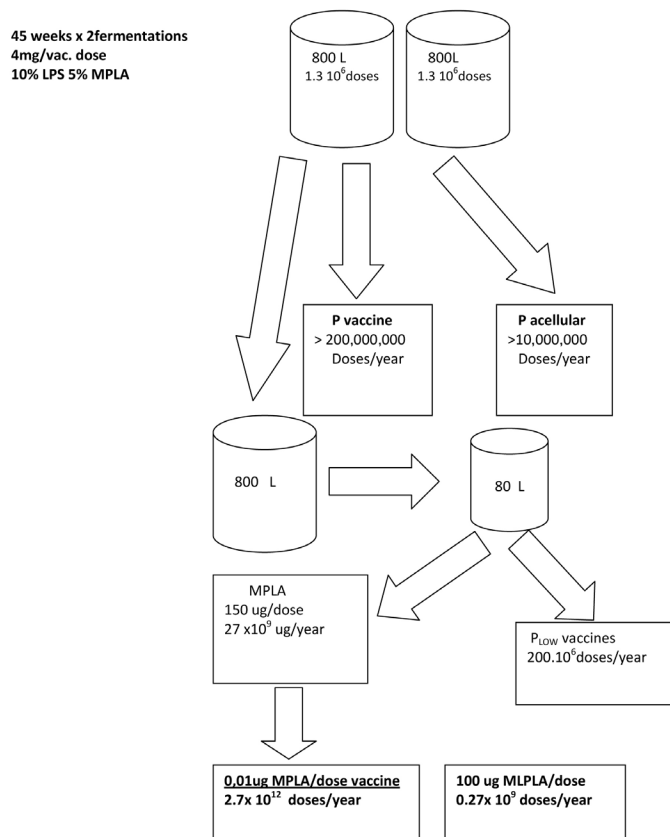 45 weeks x 2fermentations
4mg/vac. dose
10% LPS 5% MPLA
800 L
1.3 10⁶doses
800L
1.3 10⁶doses
P vaccine
> 200,000,000
Doses/year
P acellular
>10,000,000
Doses/year
800 L
80 L
MPLA
150 ug/dose
27 x10⁹ ug/year
P_LOW vaccines
200.10⁶doses/year
0,01ug MPLA/dose vaccine
2.7x 10¹² doses/year
100 ug MLPLA/dose
0.27x 10⁹ doses/year